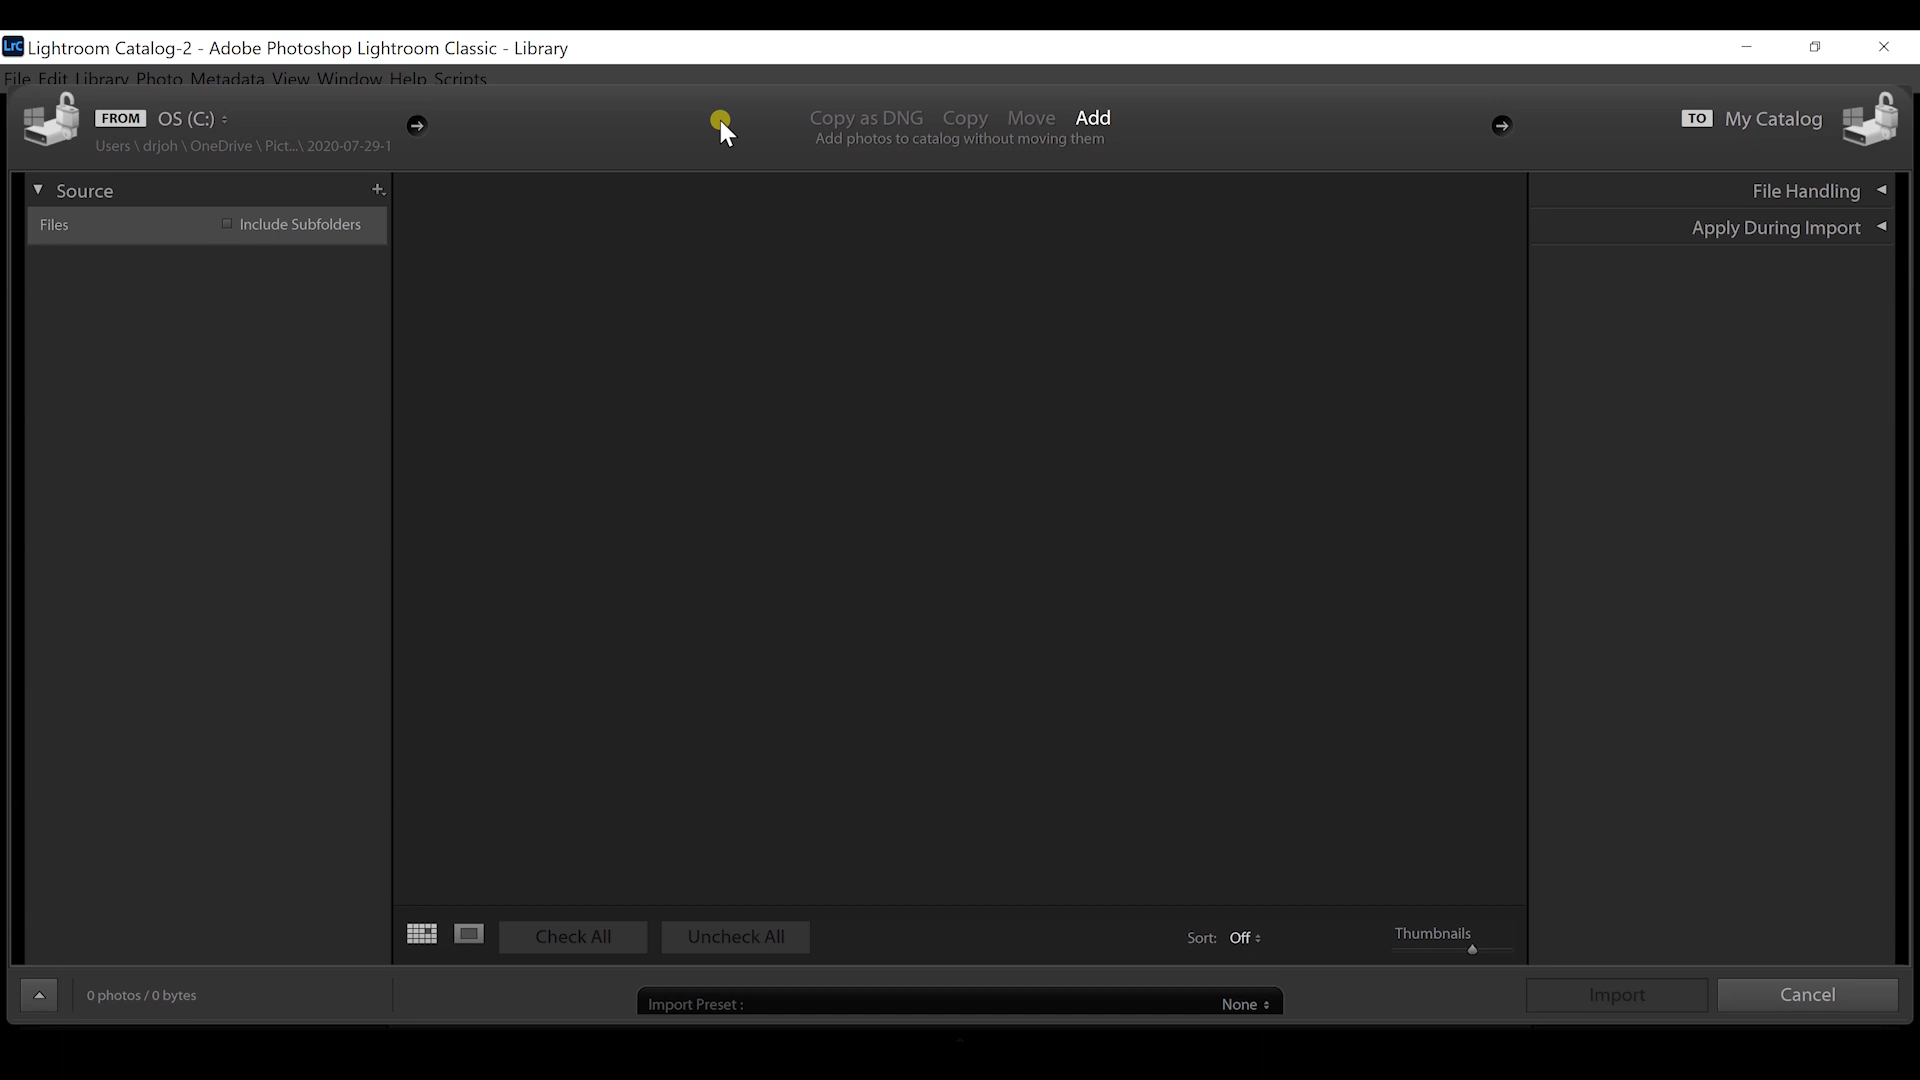 Lrc Lightroom Catalog-2 - Adobe Photoshop Lightroom Classic - Library
File Edit Library Photo Metadata View Window Help Scripts
FROM OS (C:)
Users \ drjoh \ OneDrive \ Pict...\ 2020-07-29-1
Copy as DNG Copy Move Add
Add photos to catalog without moving them
TO My Catalog
Source
Files Include Subfolders
File Handling
Apply During Import
Check All Uncheck All Sort: Off Thumbnails
0 photos / 0 bytes
Import Preset : None
Import Cancel